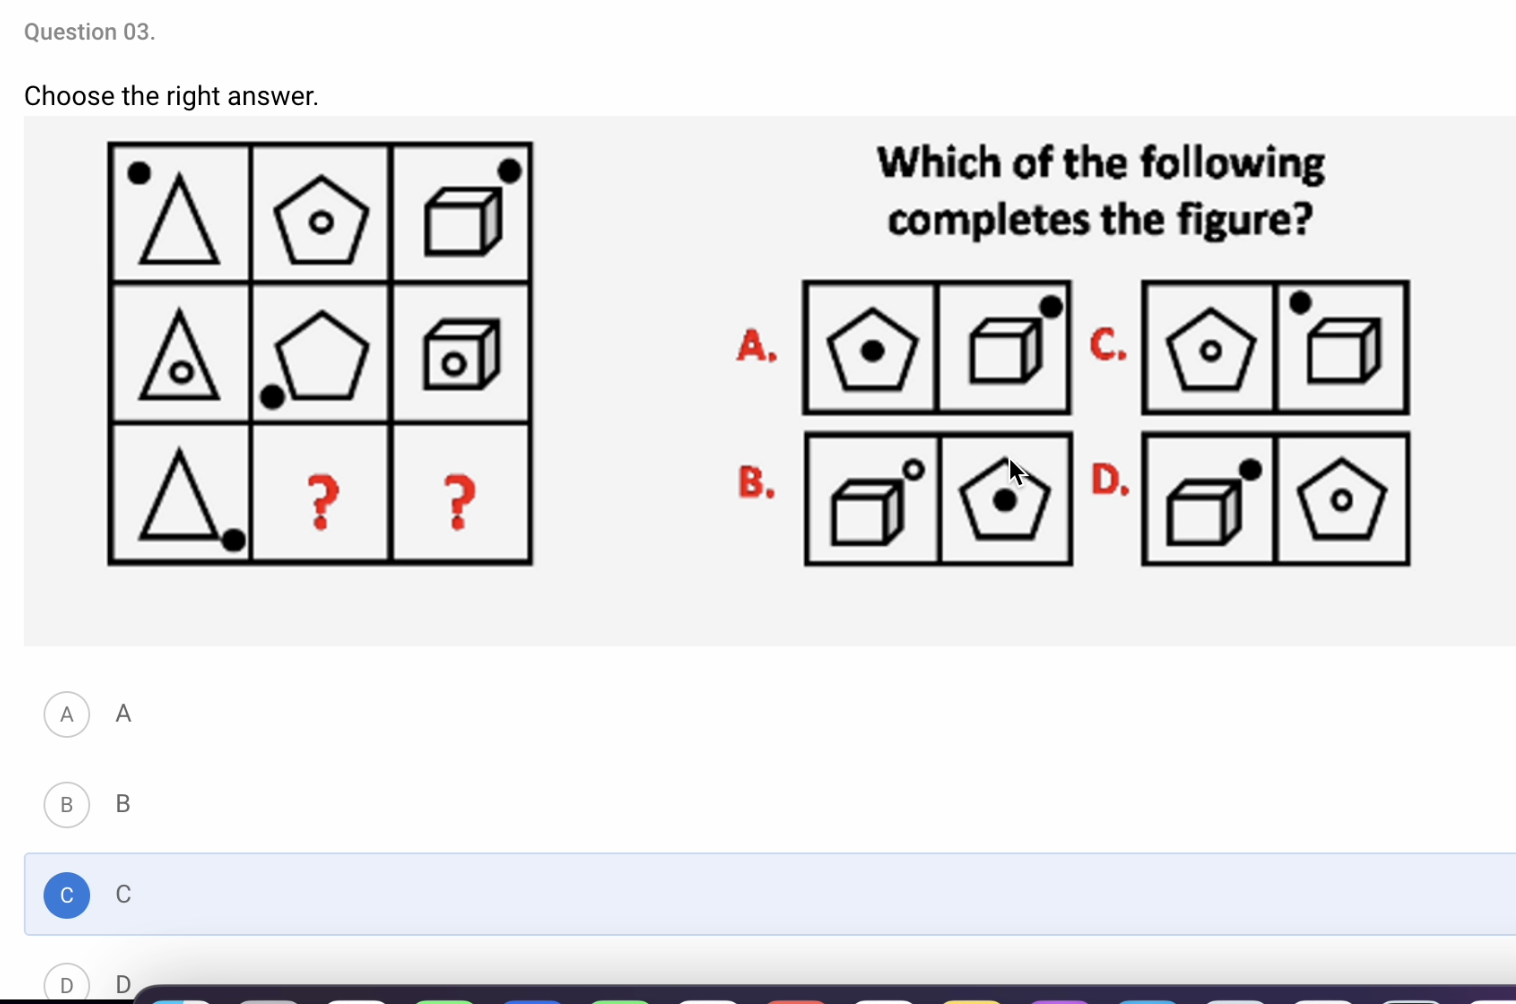 Question 03.
Choose the right answer.
Which of the following
completes the figure?
A.
C.
? ?
B.
D.
A A
B B
C C
D D